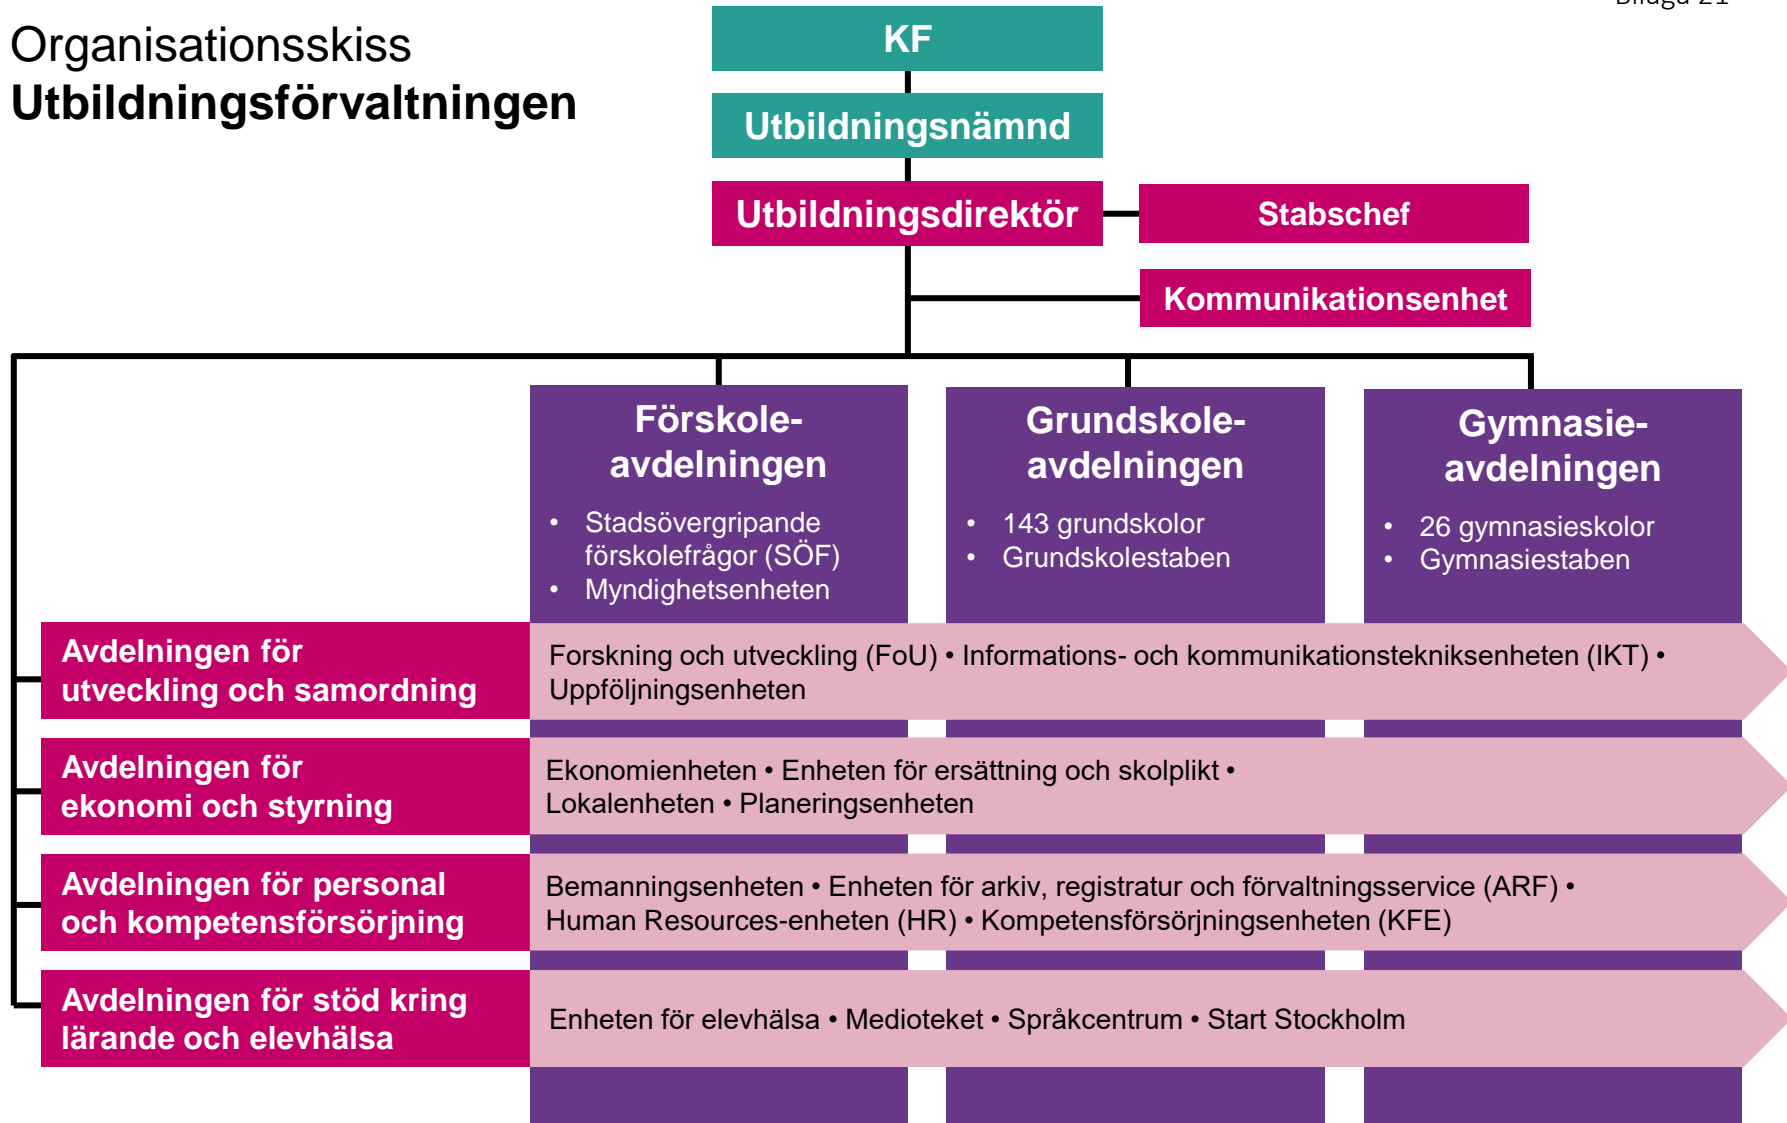 Bilaga 21
Organisationsskiss
Utbildningsförvaltningen
KF
Utbildningsnämnd
Utbildningsdirektör
Stabschef
Kommunikationsenhet
Förskole-
avdelningen
• Stadsövergripande
förskolefrågor (SÖF)
• Myndighetsenheten
Grundskole-
avdelningen
• 143 grundskolor
• Grundskolestaben
Gymnasie-
avdelningen
• 26 gymnasieskolor
• Gymnasiestaben
Avdelningen för
utveckling och samordning
Forskning och utveckling (FoU) • Informations- och kommunikationstekniksenheten (IKT) •
Uppföljningsenheten
Avdelningen för
ekonomi och styrning
Ekonomienheten • Enheten för ersättning och skolplikt •
Lokalenheten • Planeringsenheten
Avdelningen för personal
och kompetensförsörjning
Bemanningsenheten • Enheten för arkiv, registratur och förvaltningsservice (ARF) •
Human Resources-enheten (HR) • Kompetensförsörjningsenheten (KFE)
Avdelningen för stöd kring
lärande och elevhälsa
Enheten för elevhälsa • Medioteket • Språkcentrum • Start Stockholm